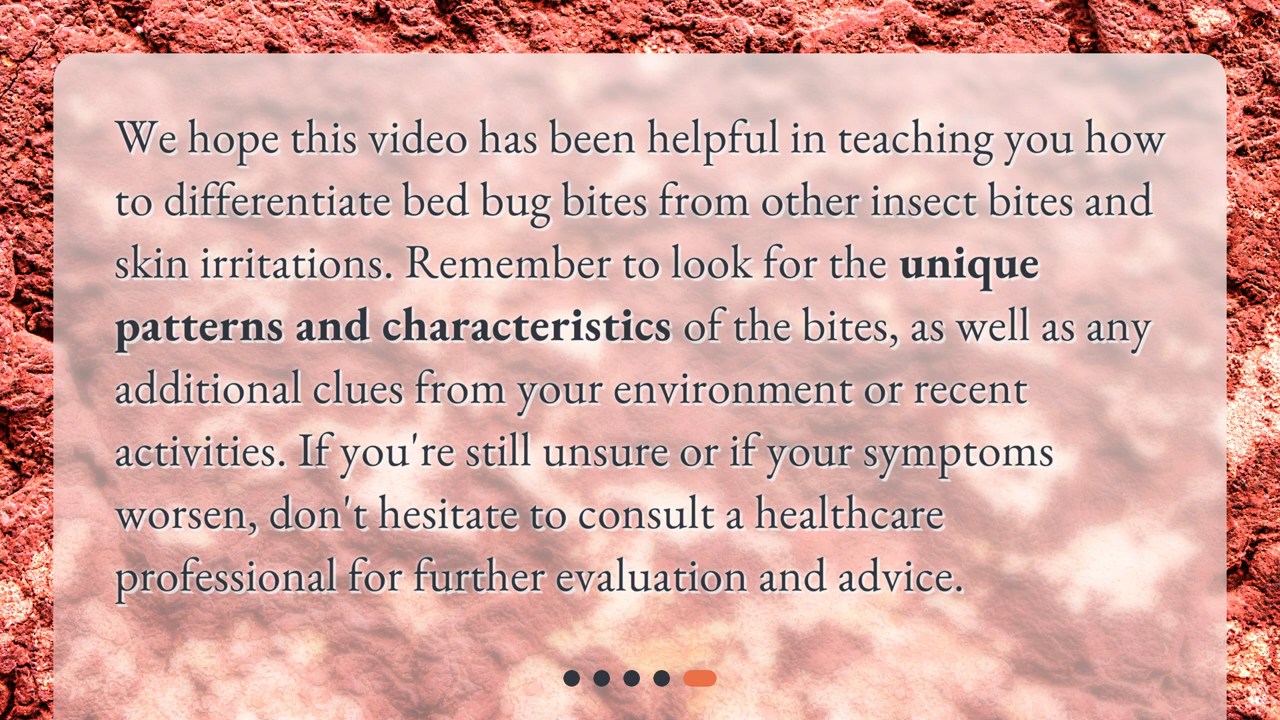 We hope this video has been helpful in teaching you how
to differentiate bed bug bites from other insect bites and
skin irritations. Remember to look for the unique
patterns and characteristics of the bites, as well as any
additional clues from your environment or recent
activities. If you're still unsure or if your symptoms
worsen, don't hesitate to consult a healthcare
professional for further evaluation and advice.